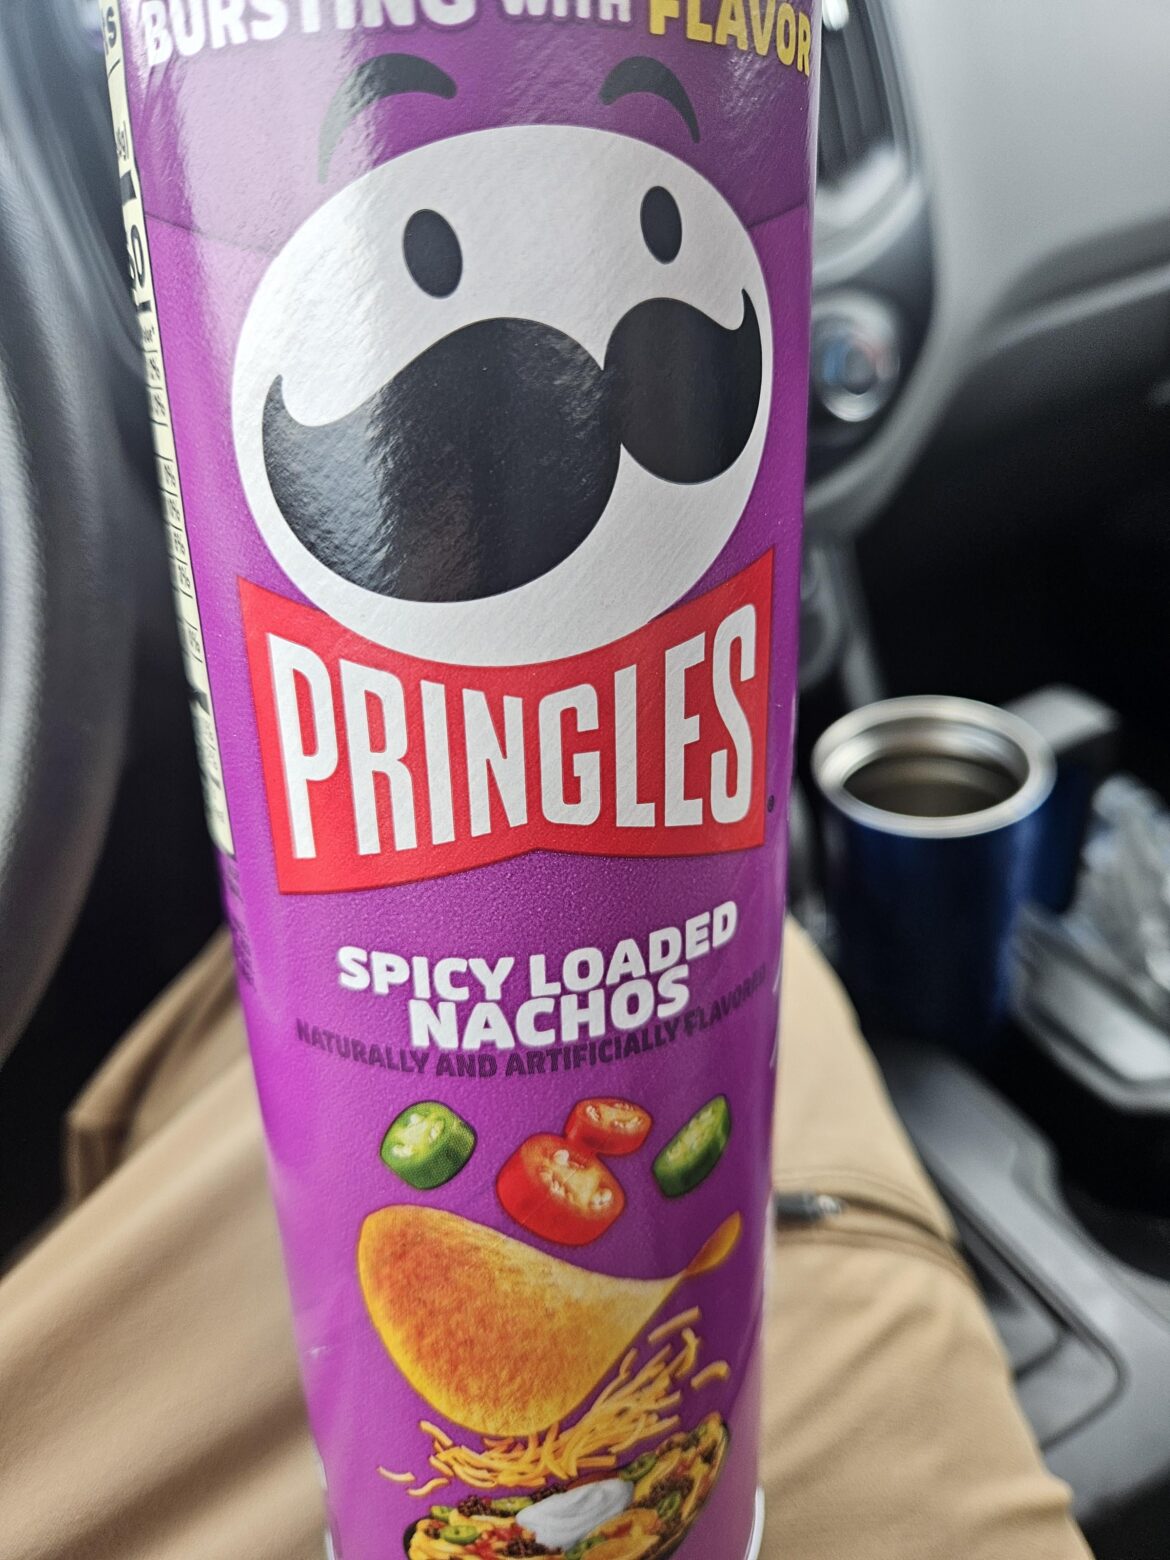 BURSTING WITH FLAVOR
PRINGLES
SPICY LOADED
NACHOS
NATURALLY AND ARTIFICIALLY FLAVORED